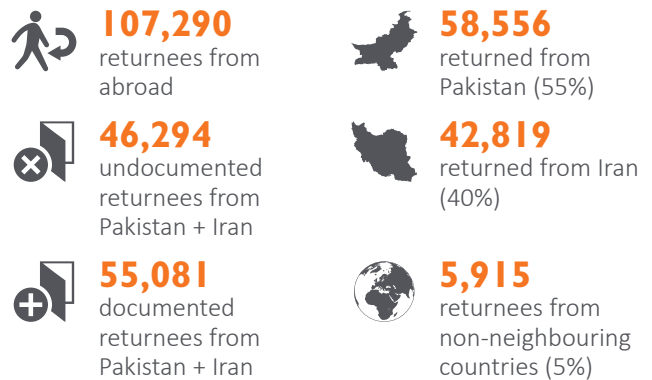 107,290
returnees from
abroad
58,556
returned from
Pakistan (55%)
46,294
undocumented
returnees from
Pakistan + Iran
42,819
returned from Iran
(40%)
55,081
documented
returnees from
Pakistan + Iran
5,915
returnees from
non-neighbouring
countries (5%)